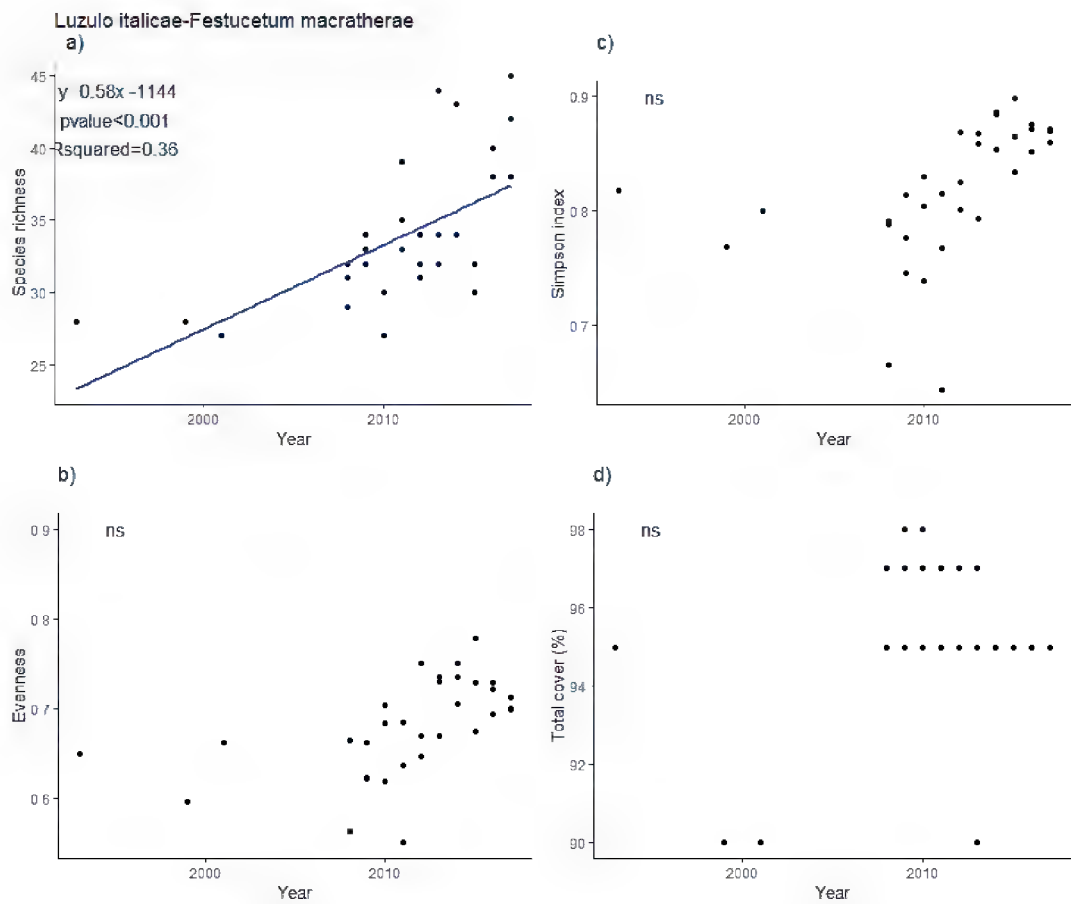 Luzulo italicae-Festucetum macratherae
a)
y 0.58x -1144
pvalue<0.001
Rsquared=0.36
Species richness
45
40
35
30
25
2000 2010
Year
c)
ns
Simpson index
0.9
0.8
0.7
2000 2010
Year
b)
ns
Evenness
0.9
0.8
0.7
0.6
2000 2010
Year
d)
ns
Total cover (%)
98
96
94
92
90
2000 2010
Year